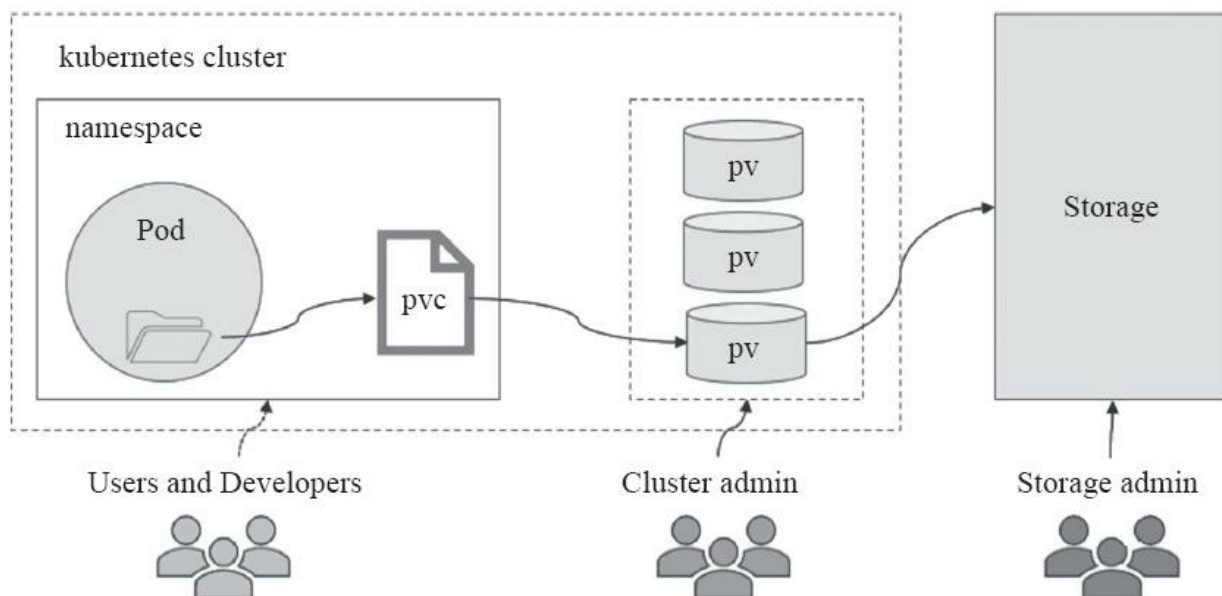 kubernetes cluster
namespace
Pod
pvc
pv
pv
pv
Storage
Users and Developers
Cluster admin
Storage admin